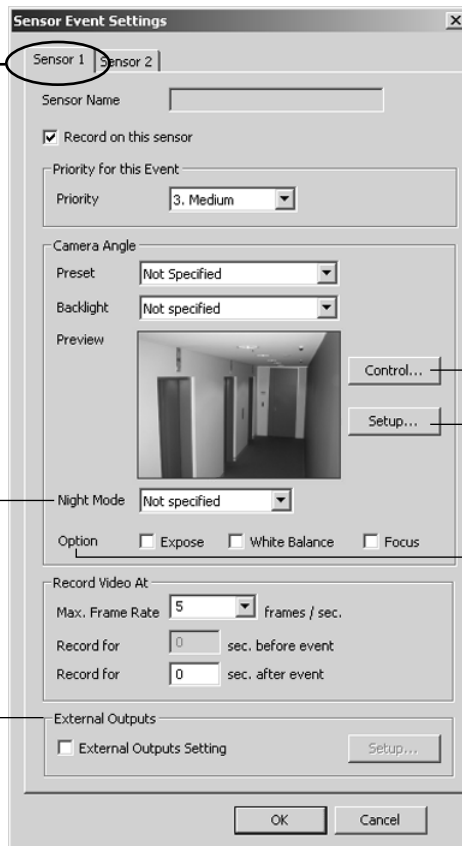 Sensor Event Settings
Sensor 1
Sensor 2
Sensor Name
Record on this sensor
Priority for this Event
Priority
3. Medium
Camera Angle
Preset
Not Specified
Backlight
Not specified
Preview
Control...
Setup...
Night Mode
Not specified
Option
Expose
White Balance
Focus
Record Video At
Max. Frame Rate
5
frames / sec.
Record for
0
sec. before event
Record for
0
sec. after event
External Outputs
External Outputs Setting
Setup...
OK
Cancel